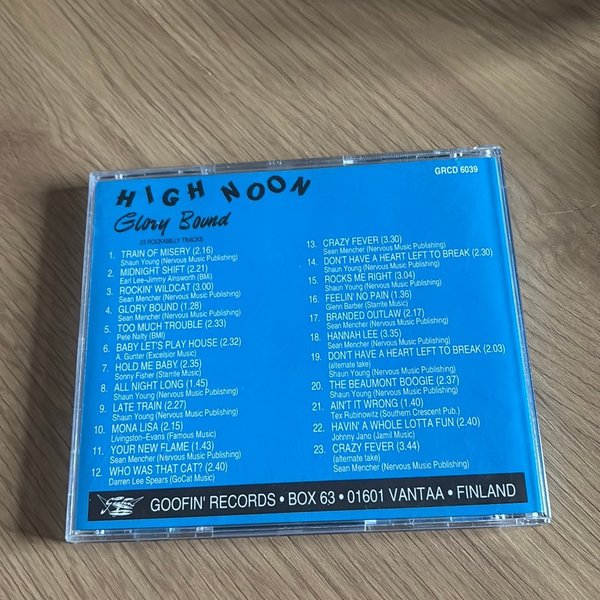 GRCD 6039
HIGH NOON
Glory Bound
23 ROCKABILLY TRACKS
1. TRAIN OF MISERY (2.16)
Shaun Young (Nervous Music Publishing)
2. MIDNIGHT SHIFT (2.21)
Earl Lee-Jimmy Ainsworth (BMI)
3. ROCKIN' WILDCAT (3.00)
Sean Mencher (Nervous Music Publishing)
4. GLORY BOUND (1.28)
Sean Mencher (Nervous Music Publishing)
5. TOO MUCH TROUBLE (2.33)
Pete Nalty (BMI)
6. BABY LET'S PLAY HOUSE (2.32)
A. Gunter (Excelsior Music)
7. HOLD ME BABY (2.35)
Sonny Fisher (Starrite Music)
8. ALL NIGHT LONG (1.45)
Shaun Young (Nervous Music Publishing)
9. LATE TRAIN (2.27)
Shaun Young (Nervous Music Publishing)
10. MONA LISA (2.15)
Livingston-Evans (Famous Music)
11. YOUR NEW FLAME (1.43)
Sean Mencher (Nervous Music Publishing)
12. WHO WAS THAT CAT? (2.40)
Darren Lee Spears (GoCat Music)
13. CRAZY FEVER (3.30)
Sean Mencher (Nervous Music Publishing)
14. DON'T HAVE A HEART LEFT TO BREAK (2.30)
Shaun Young (Nervous Music Publishing)
15. ROCKS ME RIGHT (3.04)
Shaun Young (Nervous Music Publishing)
16. FEELIN' NO PAIN (1.36)
Glenn Barber (Starrite Music)
17. BRANDED OUTLAW (2.17)
Sean Mencher (Nervous Music Publishing)
18. HANNAH LEE (3.35)
Sean Mencher (Nervous Music Publishing)
19. DON'T HAVE A HEART LEFT TO BREAK (2.03)
(alternate take)
Shaun Young (Nervous Music Publishing)
20. THE BEAUMONT BOOGIE (2.37)
Shaun Young (Nervous Music Publishing)
21. AIN'T IT WRONG (1.40)
Tex Rubinowitz (Southern Crescent Pub.)
22. HAVIN' A WHOLE LOTTA FUN (2.40)
Johnny Jano (Jamil Music)
23. CRAZY FEVER (3.44)
(alternate take)
Sean Mencher (Nervous Music Publishing)
GOOFIN' RECORDS • BOX 63 • 01601 VANTAA • FINLAND